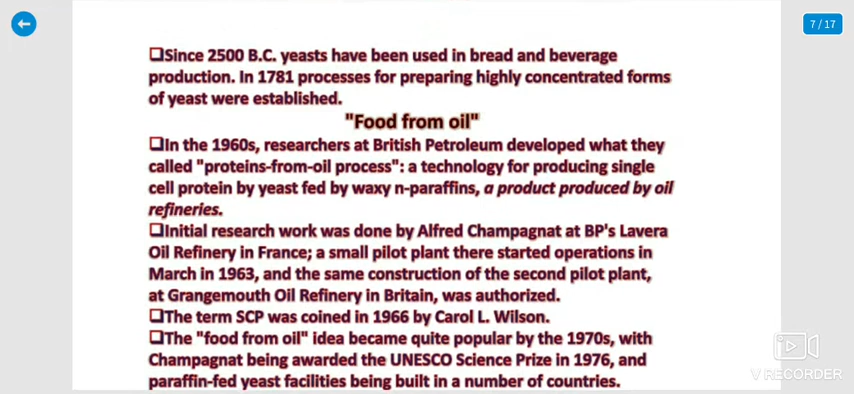 7 / 17
❑Since 2500 B.C. yeasts have been used in bread and beverage
production. In 1781 processes for preparing highly concentrated forms
of yeast were established.
"Food from oil"
❑In the 1960s, researchers at British Petroleum developed what they
called "proteins-from-oil process": a technology for producing single
cell protein by yeast fed by waxy n-paraffins, a product produced by oil
refineries.
❑Initial research work was done by Alfred Champagnat at BP's Lavera
Oil Refinery in France; a small pilot plant there started operations in
March in 1963, and the same construction of the second pilot plant,
at Grangemouth Oil Refinery in Britain, was authorized.
❑The term SCP was coined in 1966 by Carol L. Wilson.
❑The "food from oil" idea became quite popular by the 1970s, with
Champagnat being awarded the UNESCO Science Prize in 1976, and
paraffin-fed yeast facilities being built in a number of countries.
V RECORDER